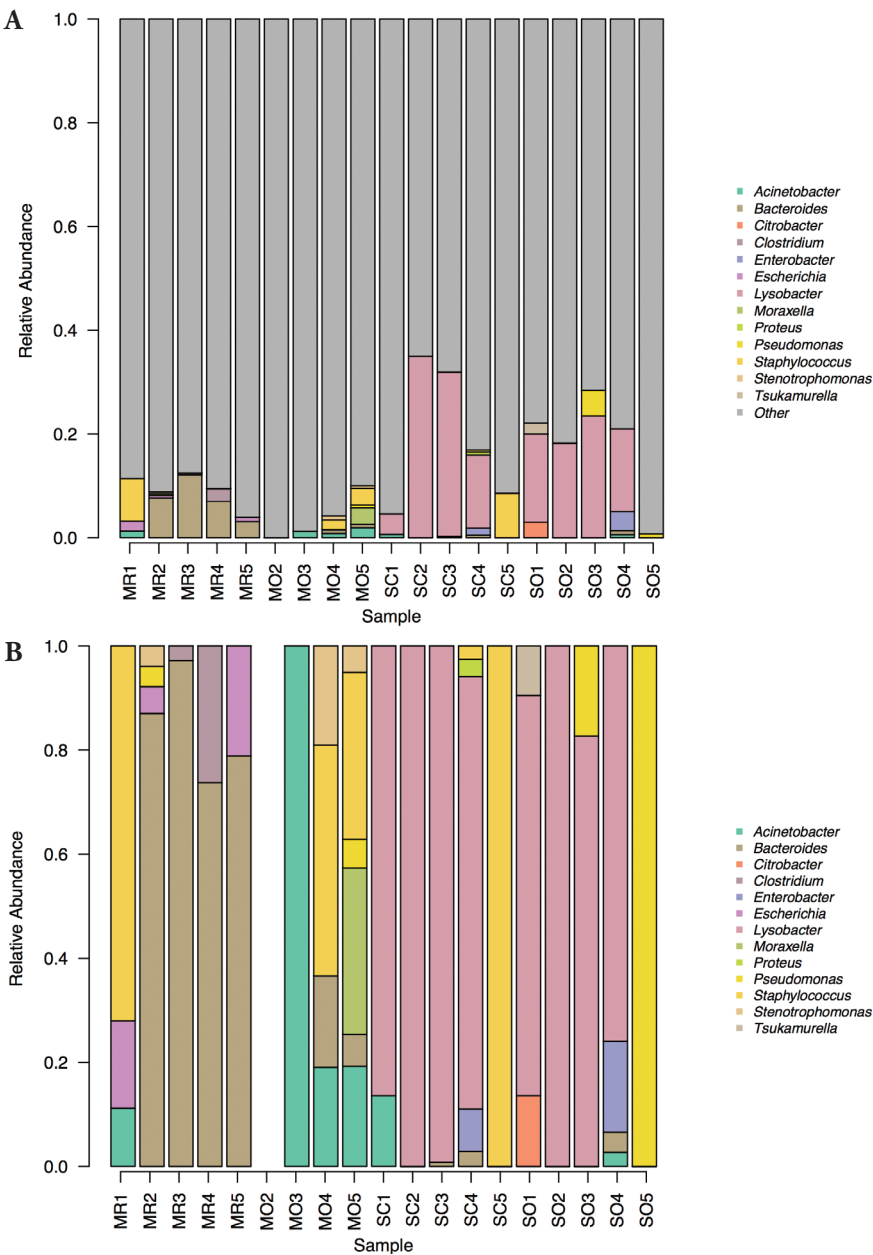 A
1.0
0.8
0.6
0.4
0.2
0.0
Relative Abundance
MR1 MR2 MR3 MR4 MR5 MO2 MO3 MO4 MO5 SC1 SC2 SC3 SC4 SC5 SO1 SO2 SO3 SO4 SO5
Sample
Acinetobacter
Bacteroides
Citrobacter
Clostridium
Enterobacter
Escherichia
Lysobacter
Moraxella
Proteus
Pseudomonas
Staphylococcus
Stenotrophomonas
Tsukamurella
Other
B
1.0
0.8
0.6
0.4
0.2
0.0
Relative Abundance
MR1 MR2 MR3 MR4 MR5 MO2 MO3 MO4 MO5 SC1 SC2 SC3 SC4 SC5 SO1 SO2 SO3 SO4 SO5
Sample
Acinetobacter
Bacteroides
Citrobacter
Clostridium
Enterobacter
Escherichia
Lysobacter
Moraxella
Proteus
Pseudomonas
Staphylococcus
Stenotrophomonas
Tsukamurella